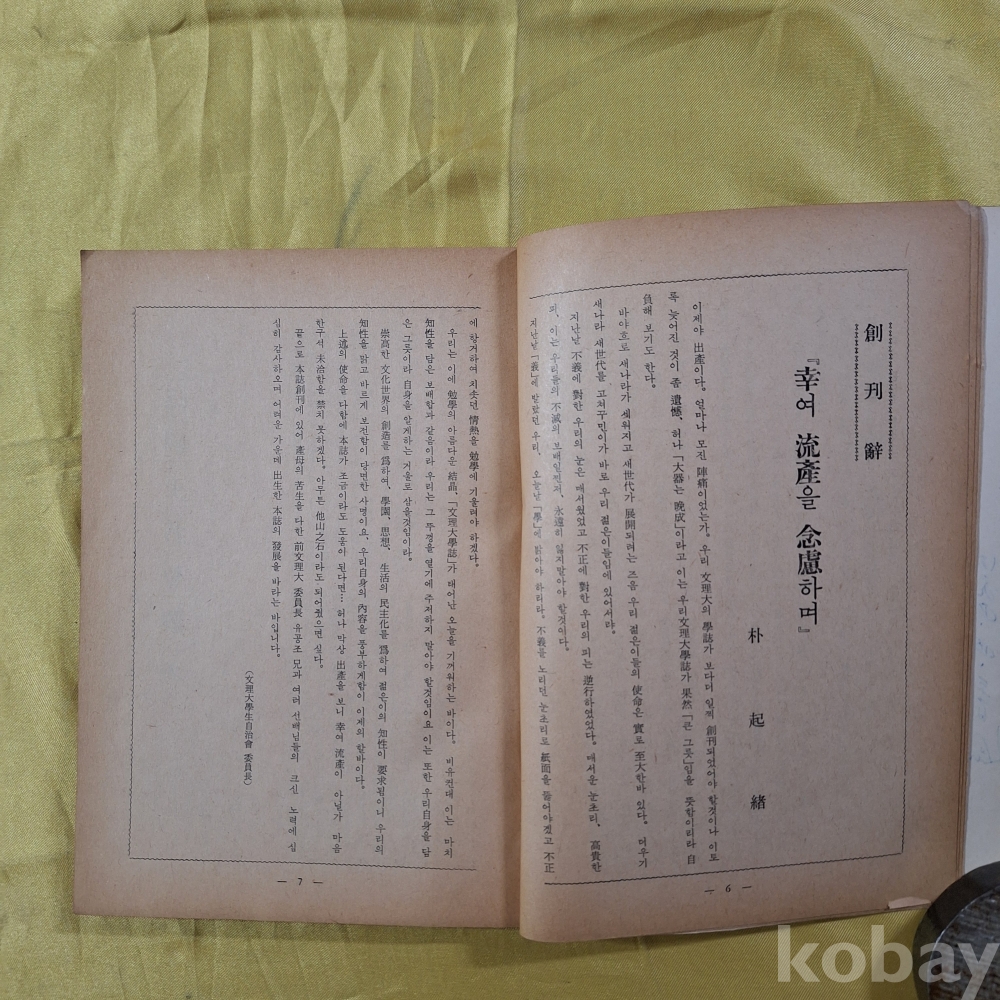 創刊辭
『幸여 流產을 念慮하며』
朴起緖
이제야 出產이다。얼마나 모진 陣痛이었는가。우리 文理大의 學誌가 보다더 일찌기 創刊되었어야 할것이나 이토
록 늦어진 것이 좀 遺憾、허나「大器는 晩成」이라고 이는 우리文理大學誌가 果然「큰 그릇」임을 뜻함이리라 自
負해 보기도 한다。
바야흐로 새나라가 세워지고 새世代가 展開되려는 즈음 우리 젊은이들의 使命은 實로 至大한바 있다。더우기
새나라 새世代를 고쳐꾸민이가 바로 우리 젊은이들임에 있어서랴。
지난날 不義에 對한 우리의 눈은 매서웠었고 不正에 對한 우리의 피는 逆行하였었다。매서운 눈초리、高貴한
피、이는 우리들의 不滅의 보배일찐저、永遠히 잃지말아야 할것이다。
지난날「義」에 밝았던 우리、오늘날「學」에 밝아야 하리라。不義를 노리던 눈초리로 紙面을 뚫어야겠고 不正
— 6 —
에 항거하여 치솟던 情熱을 勉學에 기울려야 하겠다。
우리는 이에 勉學의 아름다운 結晶、「文理大學誌」가 태어난 오늘을 기꺼워하는 바이다。비유컨대 이는 마치
知性을 담은 보배함과 같음이라 우리는 그 뚜껑을 열기에 주저하지 말아야 할것임이요 이는 또한 우리自身을 담
은 그릇이라 自身을 알게하는 거울로 삼을것임이라。
崇高한 文化世界의 創造를 爲하여、學園、思想、生活의 民主化를 爲하여 젊은이의 知性이 要求됨이니 우리의
知性을 맑고 바르게 보전함이 당면한 사명이요、우리自身의 內容을 풍부하게함이 이제의 할바이다。
上述의 使命을 다함에 本誌가 조금이라도 도움이 된다면… 허나 막상 出產을 보니 幸여 流產이 아닐가 마음
한구석 未洽함을 禁치 못하겠다。아무튼 他山之石이라도 되어줬으면 싶다。
끝으로 本誌創刊에 있어 產母의 苦生을 다한 前文理大 委員長 유공조 兄과 여러 선배님들의 크신 노력에 심
심히 감사하오며 어려운 가운데 出生한 本誌의 發展을 바라는 바입니다。
(文理大學生自治會 委員長)
— 7 —
kobay